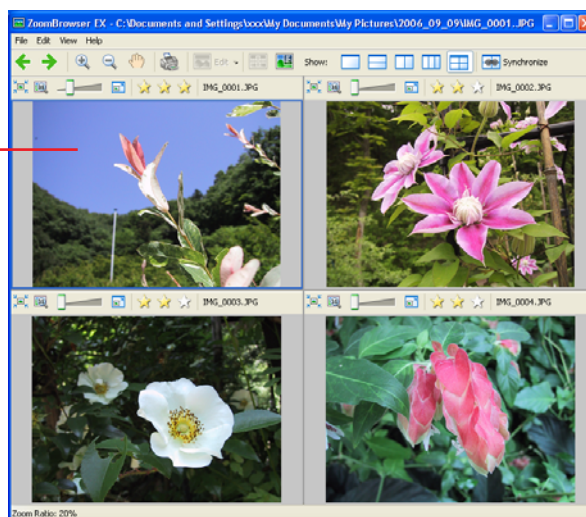 ZoomBrowser EX - C:\Documents and Settings\xxx\My Documents\My Pictures\2006_09_09\IMG_0001.JPG
File Edit View Help
Edit Show: Synchronize
IMG_0001.JPG IMG_0002.JPG
IMG_0003.JPG IMG_0004.JPG
Zoom Ratio: 20%